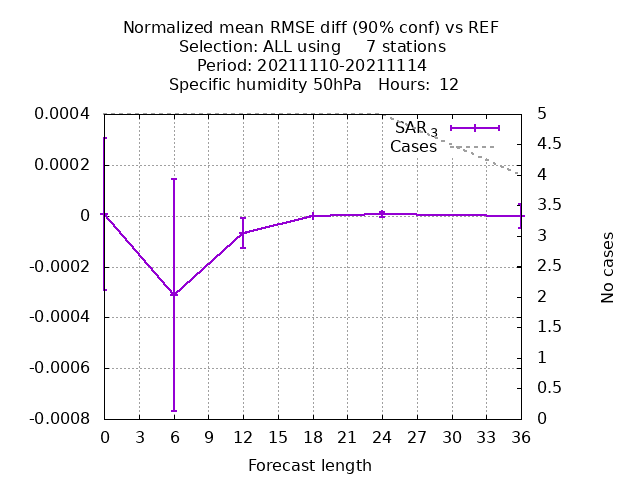 Normalized mean RMSE diff (90% conf) vs REF
Selection: ALL using     7 stations
Period: 20211110-20211114
Specific humidity 50hPa   Hours:  12
0.0004
0.0002
0
-0.0002
-0.0004
-0.0006
-0.0008
SAR 3
Cases
5
4.5
4
3.5
3
2.5
2
1.5
1
0.5
0
No cases
0 3 6 9 12 15 18 21 24 27 30 33 36
Forecast length